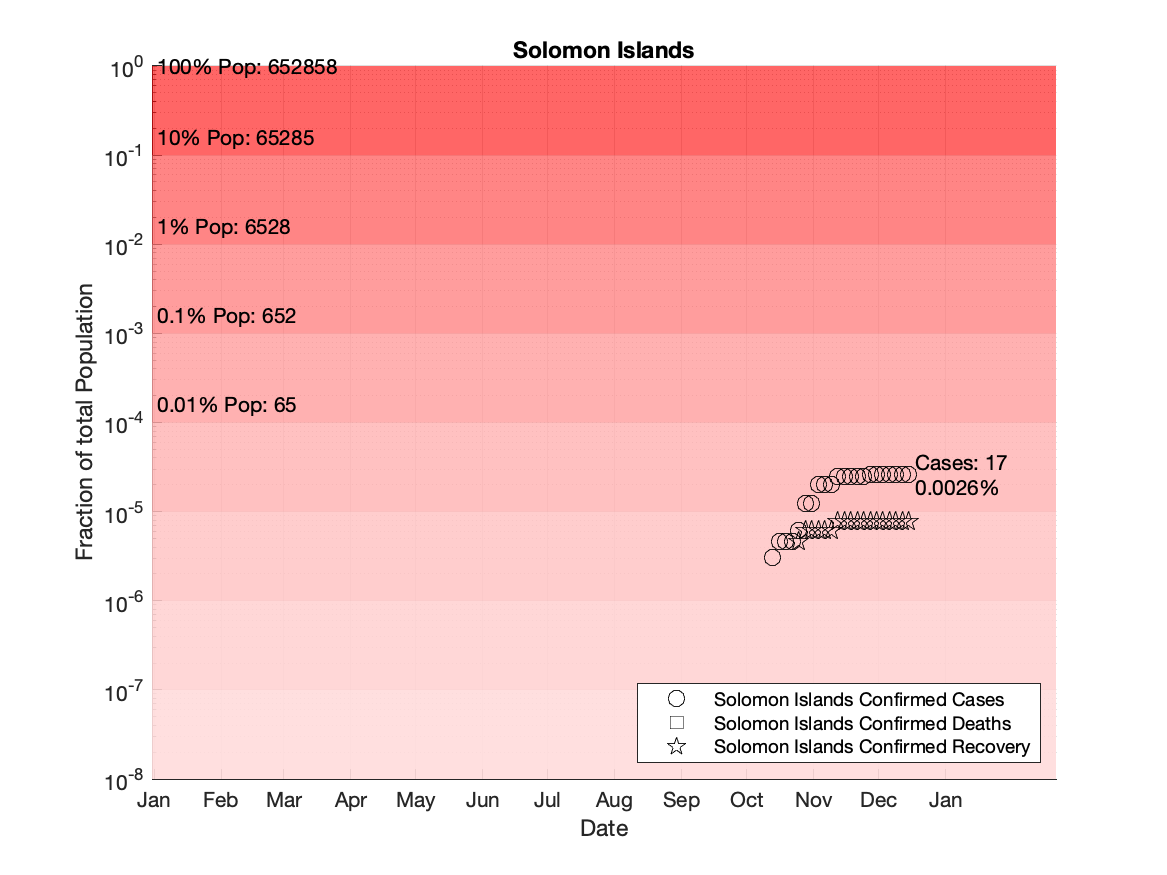 Solomon Islands
10^0
100% Pop: 652858
10% Pop: 65285
10^-1
1% Pop: 6528
10^-2
0.1% Pop: 652
10^-3
0.01% Pop: 65
10^-4
Cases: 17
0.0026%
10^-5
10^-6
10^-7
10^-8
Fraction of total Population
Solomon Islands Confirmed Cases
Solomon Islands Confirmed Deaths
Solomon Islands Confirmed Recovery
Jan Feb Mar Apr May Jun Jul Aug Sep Oct Nov Dec Jan
Date